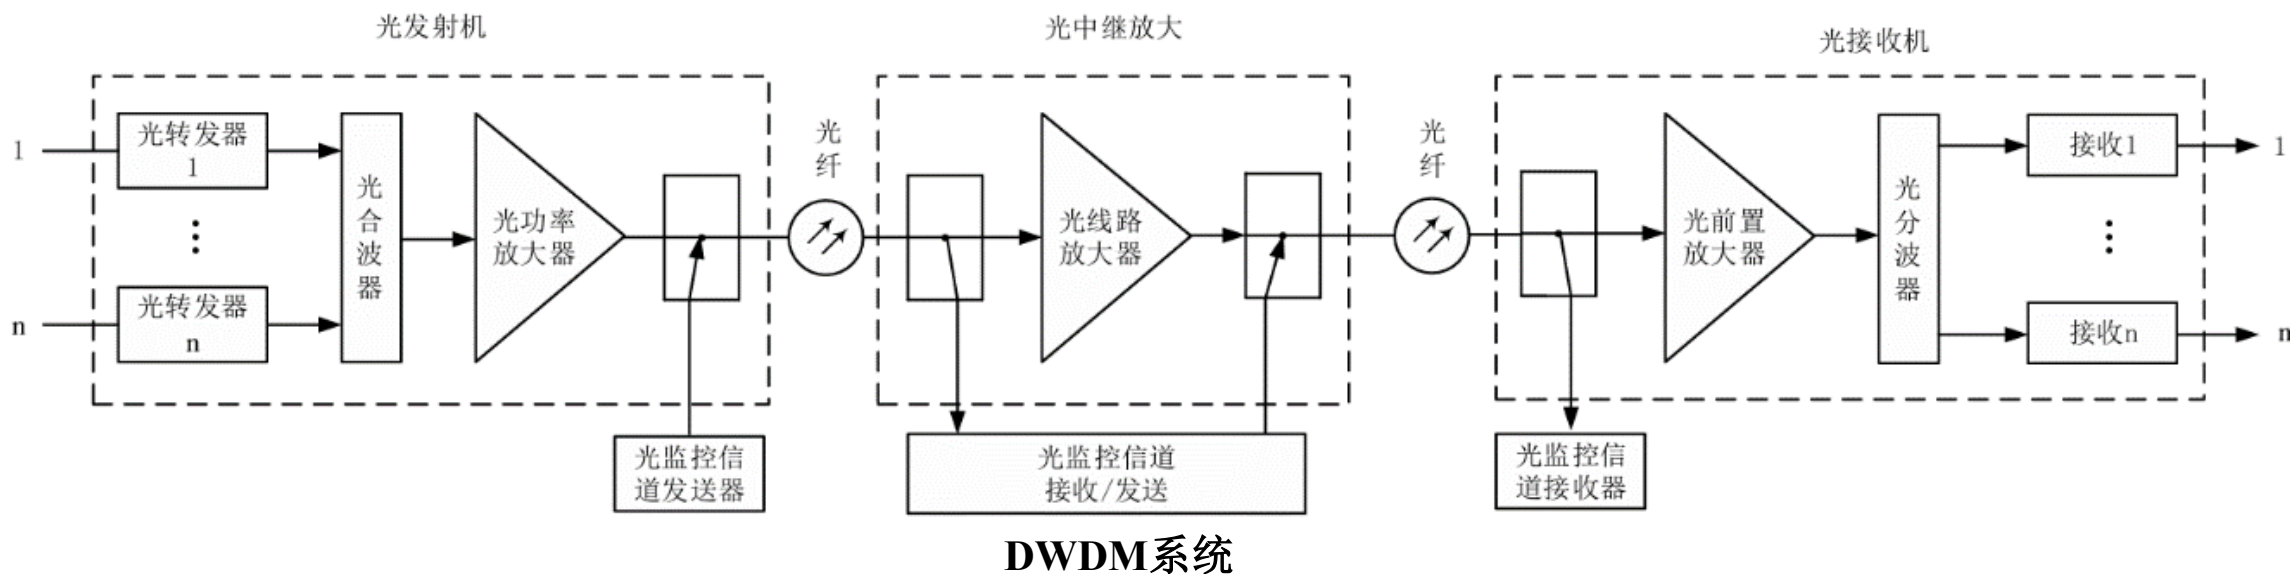 光发射机
光中继放大
光接收机
1
光转发器
1
⋮
n
光转发器
n
光
合
波
器
光功率
放大器
光监控信
道发送器
光
纤
光线路
放大器
光监控信道
接收/发送
光
纤
光前置
放大器
光监控信
道接收器
光
分
波
器
接收1
1
⋮
接收n
n
DWDM系统